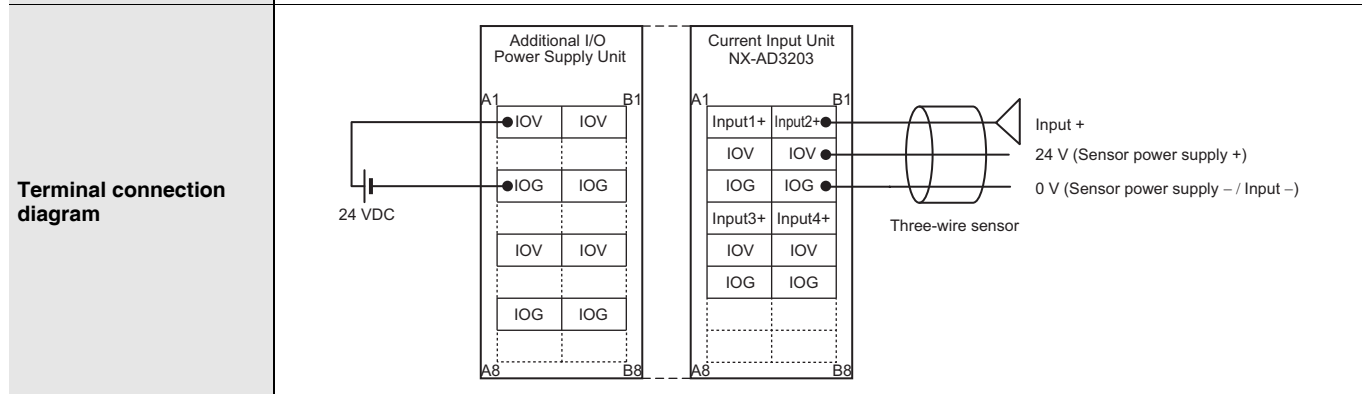 Terminal connection
diagram
Additional I/O
Power Supply Unit
A1 B1
IOV IOV
IOG IOG
IOV IOV
IOG IOG
A8 B8
24 VDC
Current Input Unit
NX-AD3203
A1 B1
Input1+ Input2+
IOV IOV
IOG IOG
Input3+ Input4+
IOV IOV
IOG IOG
A8 B8
Input +
24 V (Sensor power supply +)
0 V (Sensor power supply − / Input −)
Three-wire sensor